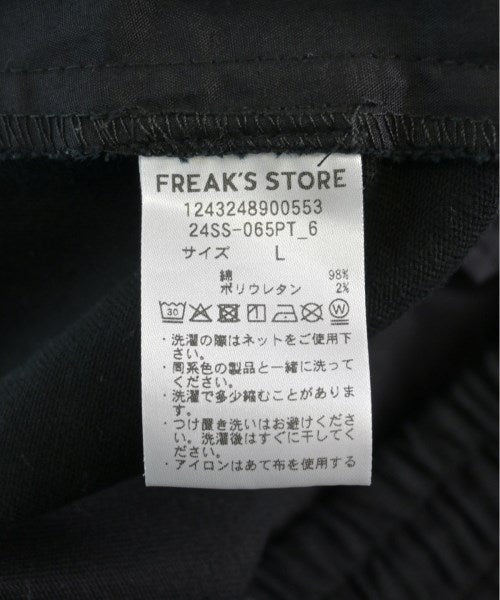 FREAK'S STORE
1243248900553
24SS-065PT_6
サイズ L
綿 98%
ポリウレタン 2%
30 W
・洗濯の際はネットをご使用下
さい。
・同系色の製品と一緒に洗って
ください。
・洗濯で多少縮むことがありま
す。
・つけ置き洗いはお避けくださ
い。洗濯後はすぐに干してく
ださい。
・アイロンはあて布を使用する